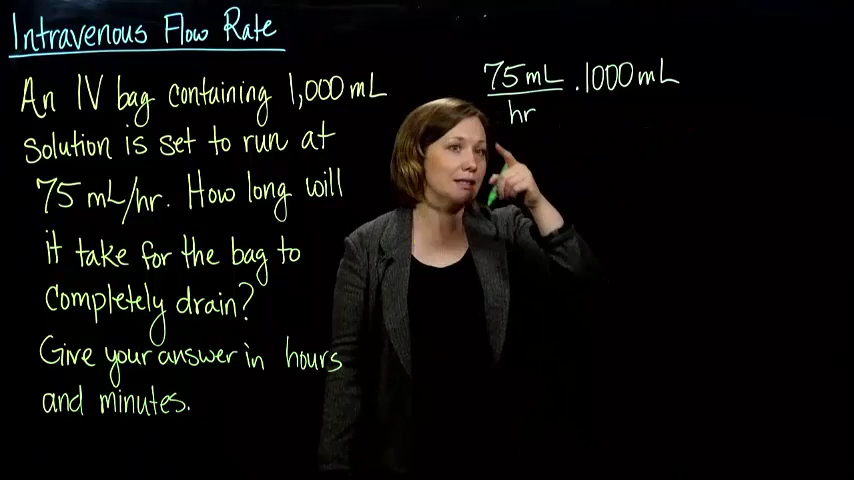 Intravenous Flow Rate
An IV bag containing 1,000 mL
solution is set to run at
75 mL/hr. How long will
it take for the bag to
completely drain?
Give your answer in hours
and minutes.
75 mL
hr
. 1000 mL